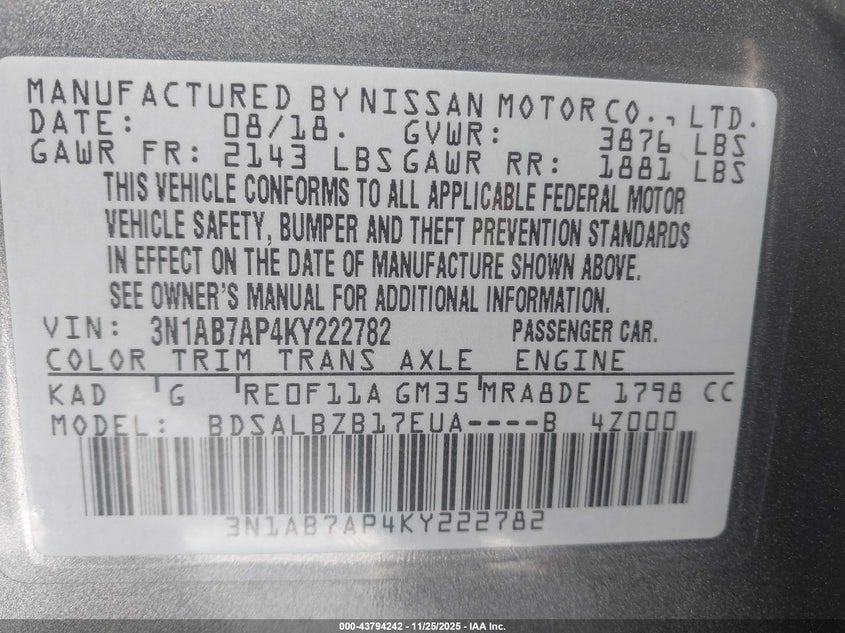 MANUFACTURED BY NISSAN MOTOR CO., LTD.
DATE: 08/18. GVWR: 3876 LBS
GAWR FR: 2143 LBS GAWR RR: 1881 LBS
THIS VEHICLE CONFORMS TO ALL APPLICABLE FEDERAL MOTOR
VEHICLE SAFETY, BUMPER AND THEFT PREVENTION STANDARDS
IN EFFECT ON THE DATE OF MANUFACTURE SHOWN ABOVE.
SEE OWNER'S MANUAL FOR ADDITIONAL INFORMATION.
VIN: 3N1AB7AP4KY222782 PASSENGER CAR.
COLOR TRIM TRANS AXLE ENGINE
KAD G RE0F11A GM35 MRA8DE 1798 CC
MODEL: BDSALBZB17EUA----B 4Z000
3N1AB7AP4KY222782
000-43794242 - 11/25/2025 - IAA Inc.